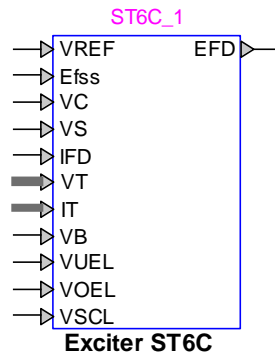 ST6C_1
VREF EFD
Efss
VC
VS
IFD
VT
IT
VB
VUEL
VOEL
VSCL
Exciter ST6C